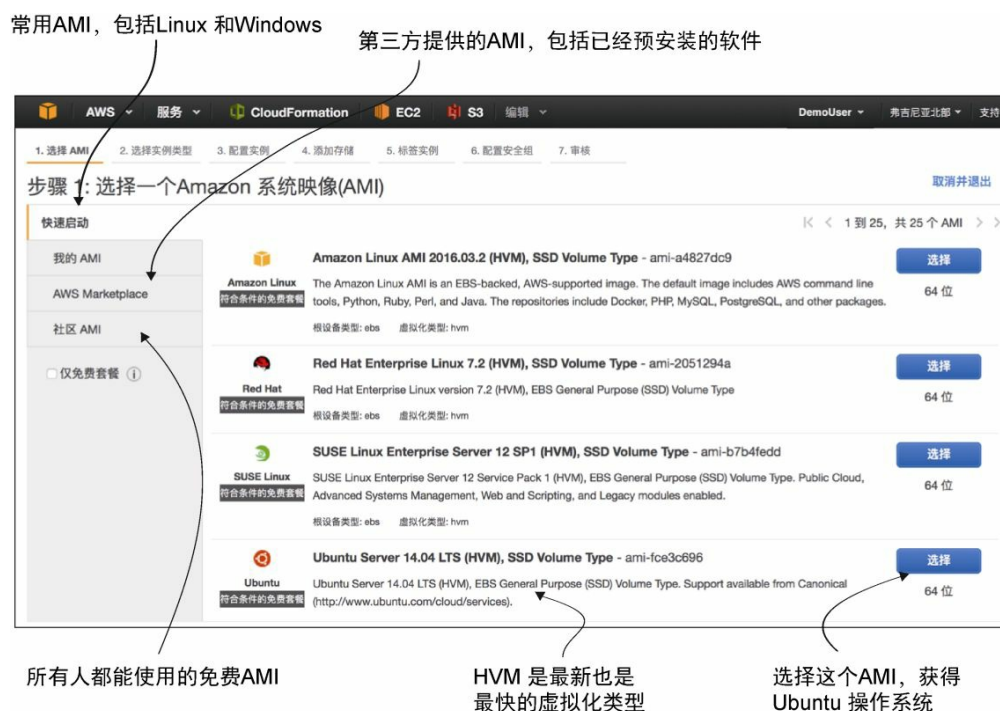 常用AMI，包括Linux 和Windows
第三方提供的AMI，包括已经预安装的软件
AWS 服务 CloudFormation EC2 S3 编辑 DemoUser 弗吉尼亚北部 支持
1. 选择 AMI 2. 选择实例类型 3. 配置实例 4. 添加存储 5. 标签实例 6. 配置安全组 7. 审核
步骤 1: 选择一个Amazon 系统映像(AMI)
取消并退出
快速启动
1 到 25，共 25 个 AMI
我的 AMI
AWS Marketplace
社区 AMI
仅免费套餐
Amazon Linux
符合条件的免费套餐
Amazon Linux AMI 2016.03.2 (HVM), SSD Volume Type - ami-a4827dc9
The Amazon Linux AMI is an EBS-backed, AWS-supported image. The default image includes AWS command line
tools, Python, Ruby, Perl, and Java. The repositories include Docker, PHP, MySQL, PostgreSQL, and other packages.
根设备类型: ebs 虚拟化类型: hvm
选择
64 位
Red Hat
符合条件的免费套餐
Red Hat Enterprise Linux 7.2 (HVM), SSD Volume Type - ami-2051294a
Red Hat Enterprise Linux version 7.2 (HVM), EBS General Purpose (SSD) Volume Type
根设备类型: ebs 虚拟化类型: hvm
选择
64 位
SUSE Linux
符合条件的免费套餐
SUSE Linux Enterprise Server 12 SP1 (HVM), SSD Volume Type - ami-b7b4fedd
SUSE Linux Enterprise Server 12 Service Pack 1 (HVM), EBS General Purpose (SSD) Volume Type. Public Cloud,
Advanced Systems Management, Web and Scripting, and Legacy modules enabled.
根设备类型: ebs 虚拟化类型: hvm
选择
64 位
Ubuntu
符合条件的免费套餐
Ubuntu Server 14.04 LTS (HVM), SSD Volume Type - ami-fce3c696
Ubuntu Server 14.04 LTS (HVM), EBS General Purpose (SSD) Volume Type. Support available from Canonical
(http://www.ubuntu.com/cloud/services).
选择
64 位
所有人都能使用的免费AMI
HVM 是最新也是
最快的虚拟化类型
选择这个AMI，获得
Ubuntu 操作系统